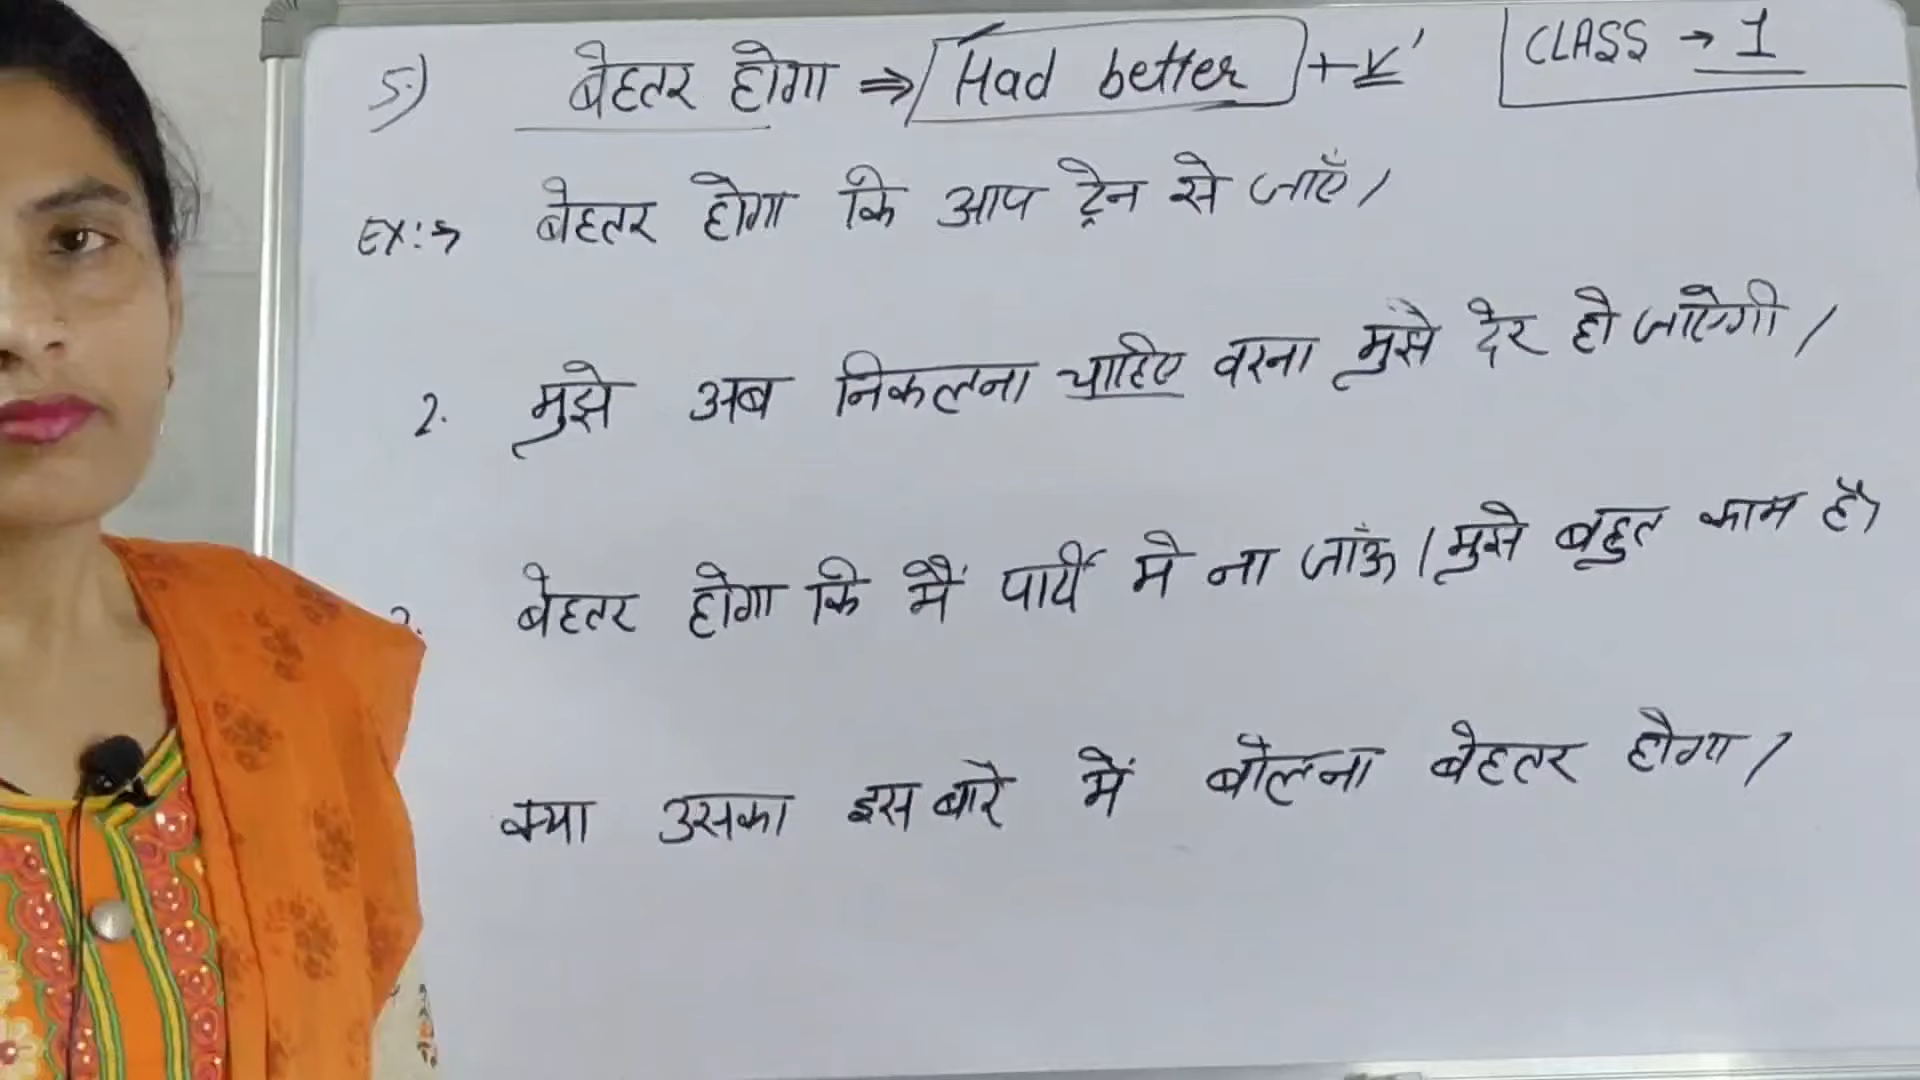 5.) बेहतर होगा ⇒ Had better + V' CLASS → 1
Ex:→ बेहतर होगा कि आप ट्रेन से जाएँ।
2. मुझे अब निकलना चाहिए वरना मुझे देर हो जाऐगी।
बेहतर होगा कि मैं पार्टी मे ना जाँऊ। मुझे बहुत काम है।
क्या उसका इस बारे में बोलना बेहतर होगा।